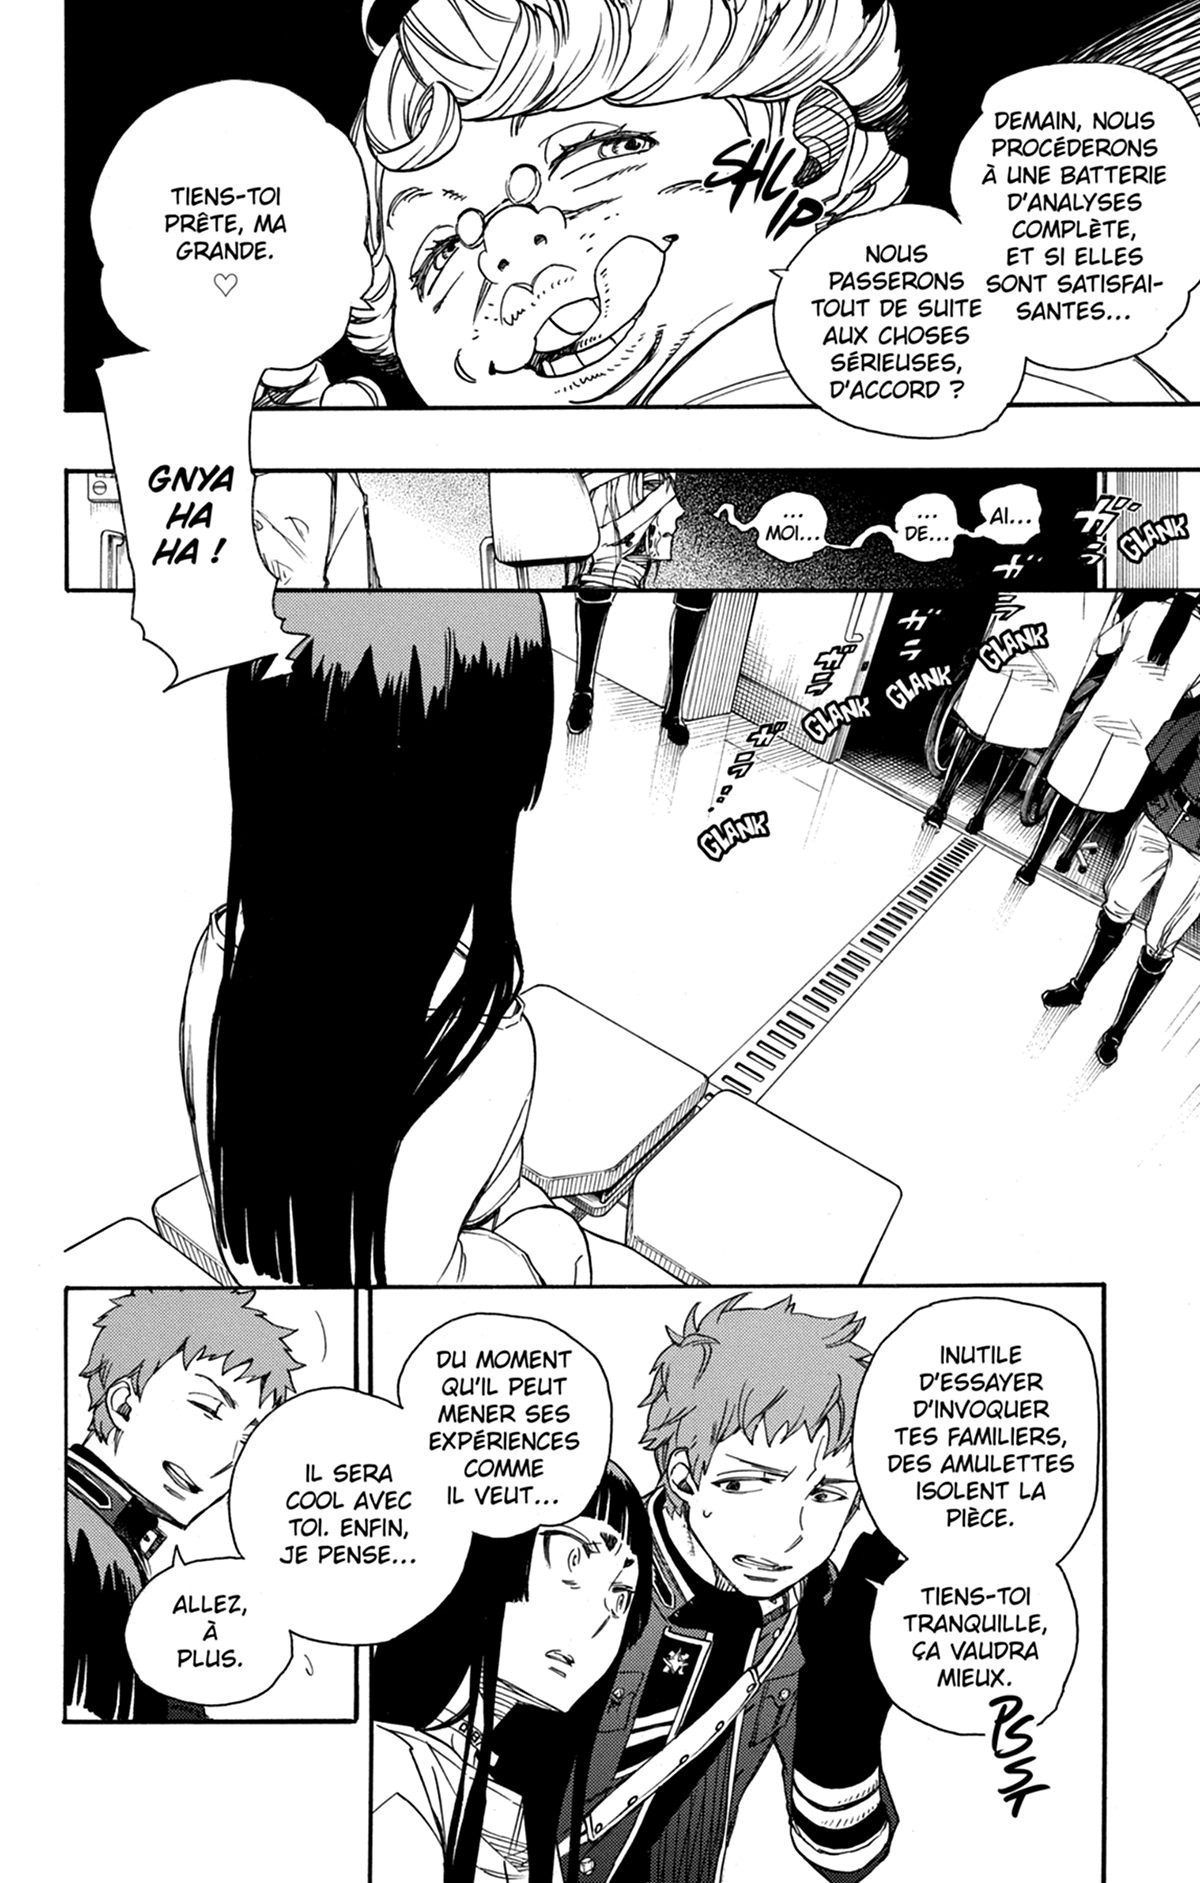 DEMAIN, NOUS
PROCÉDERONS
À UNE BATTERIE
D'ANALYSES
COMPLÈTE,
ET SI ELLES
SONT SATISFAI-
SANTES...
NOUS
PASSERONS
TOUT DE SUITE
AUX CHOSES
SÉRIEUSES,
D'ACCORD ?
SHLIP
TIENS-TOI
PRÊTE, MA
GRANDE.
♡
GNYA
HA
HA !
AI...
...
DE...
...
MOI...
GLANK
GLANK
GLANK
GLANK
GLANK
INUTILE
D'ESSAYER
D'INVOQUER
TES FAMILIERS,
DES AMULETTES
ISOLENT LA
PIÈCE.
TIENS-TOI
TRANQUILLE,
ÇA VAUDRA
MIEUX.
PSST
DU MOMENT
QU'IL PEUT
MENER SES
EXPÉRIENCES
COMME
IL VEUT...
IL SERA
COOL AVEC
TOI. ENFIN,
JE PENSE...
ALLEZ,
À
PLUS.